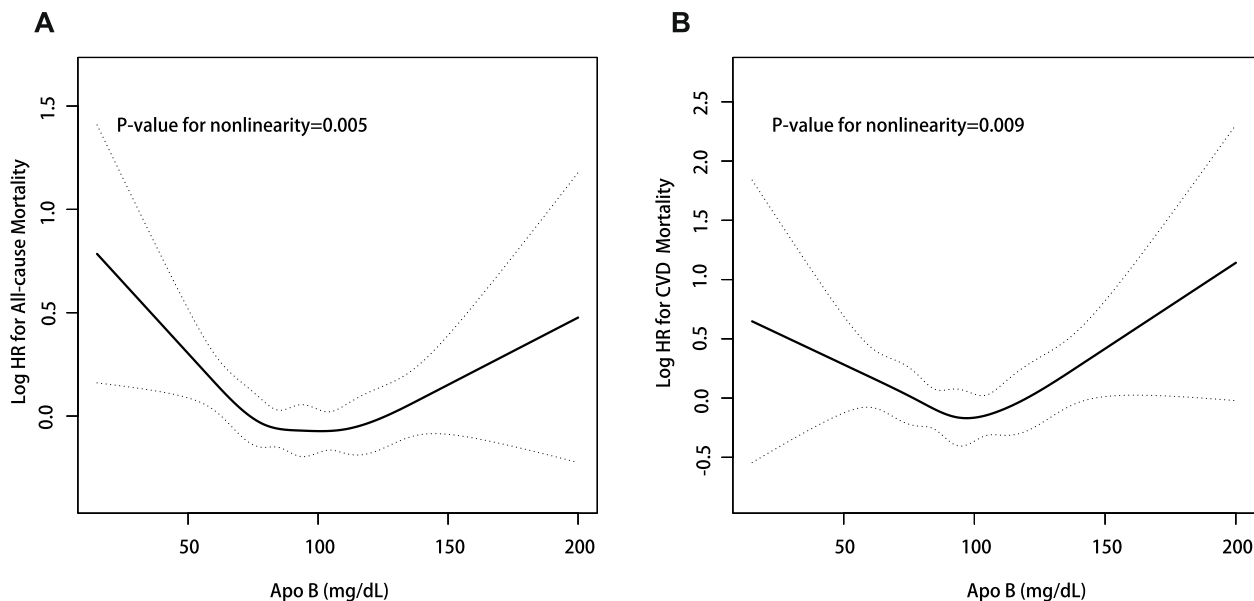 A
P-value for nonlinearity=0.005
Log HR for All-cause Mortality
1.5
1.0
0.5
0.0
50 100 150 200
Apo B (mg/dL)
B
P-value for nonlinearity=0.009
Log HR for CVD Mortality
2.5
2.0
1.5
1.0
0.5
0.0
-0.5
50 100 150 200
Apo B (mg/dL)